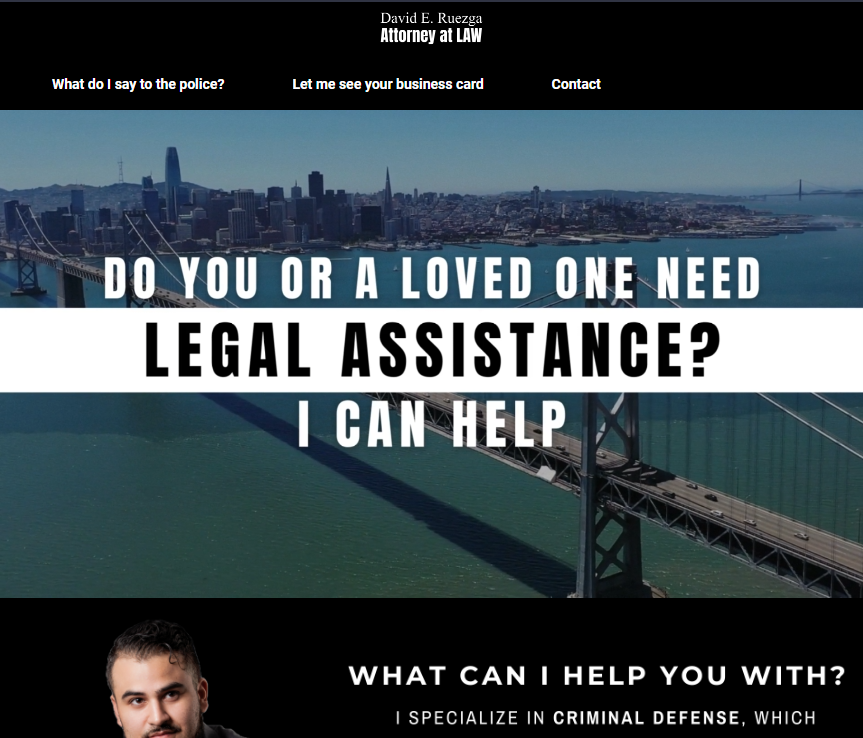 David E. Ruezga
Attorney at LAW
What do I say to the police?
Let me see your business card
Contact
DO YOU OR A LOVED ONE NEED
LEGAL ASSISTANCE?
I CAN HELP
WHAT CAN I HELP YOU WITH?
I SPECIALIZE IN CRIMINAL DEFENSE, WHICH